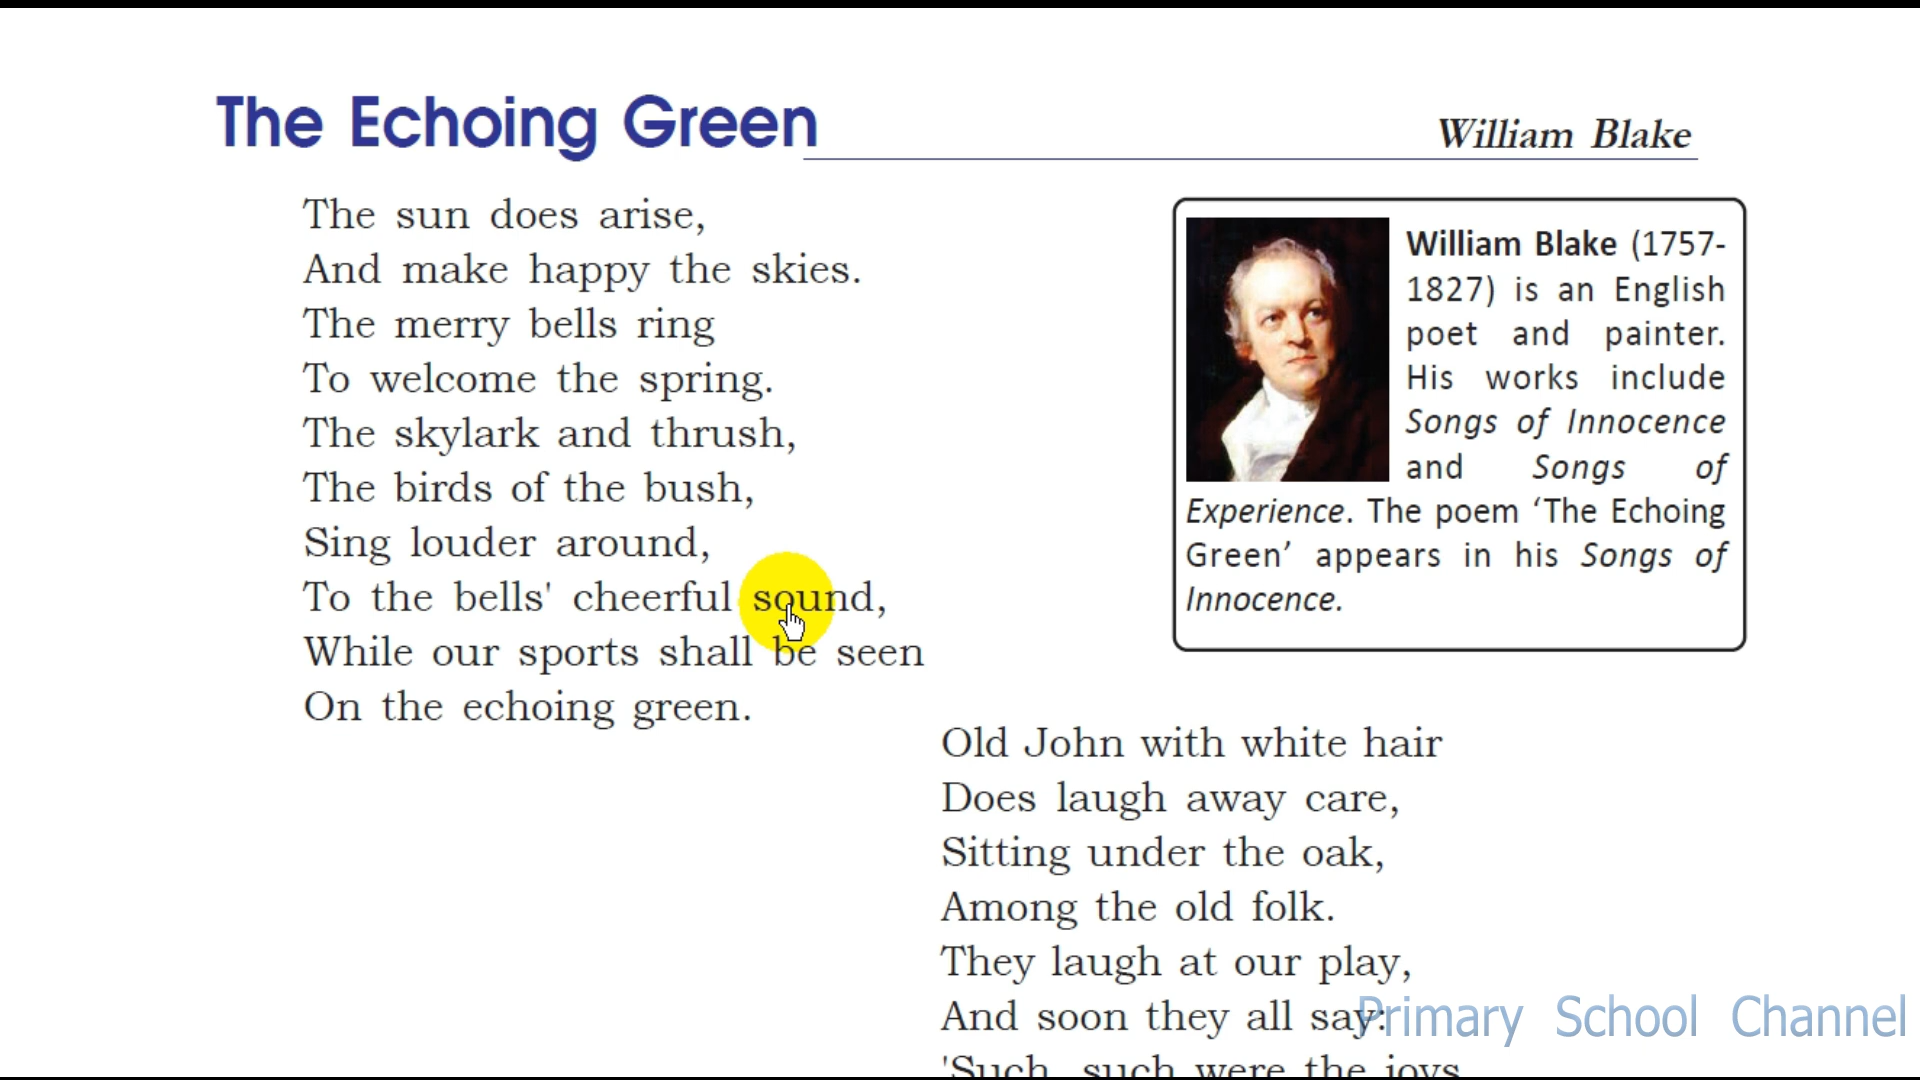 The Echoing Green
William Blake
The sun does arise,
And make happy the skies.
The merry bells ring
To welcome the spring.
The skylark and thrush,
The birds of the bush,
Sing louder around,
To the bells' cheerful sound,
While our sports shall be seen
On the echoing green.
William Blake (1757-
1827) is an English
poet and painter.
His works include
Songs of Innocence
and Songs of
Experience. The poem ‘The Echoing
Green’ appears in his Songs of
Innocence.
Old John with white hair
Does laugh away care,
Sitting under the oak,
Among the old folk.
They laugh at our play,
And soon they all say:
'Such, such were the joys
Primary School Channel